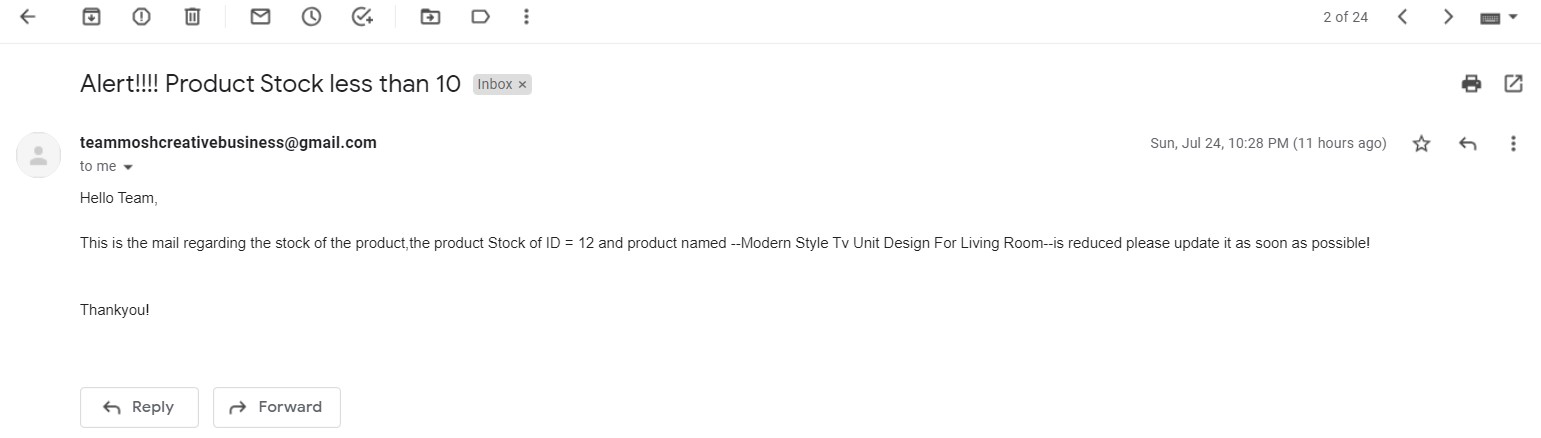 2 of 24
Alert!!!! Product Stock less than 10 Inbox ×
teammoshcreativebusiness@gmail.com Sun, Jul 24, 10:28 PM (11 hours ago)
to me
Hello Team,
This is the mail regarding the stock of the product,the product Stock of ID = 12 and product named --Modern Style Tv Unit Design For Living Room--is reduced please update it as soon as possible!
Thankyou!
Reply Forward